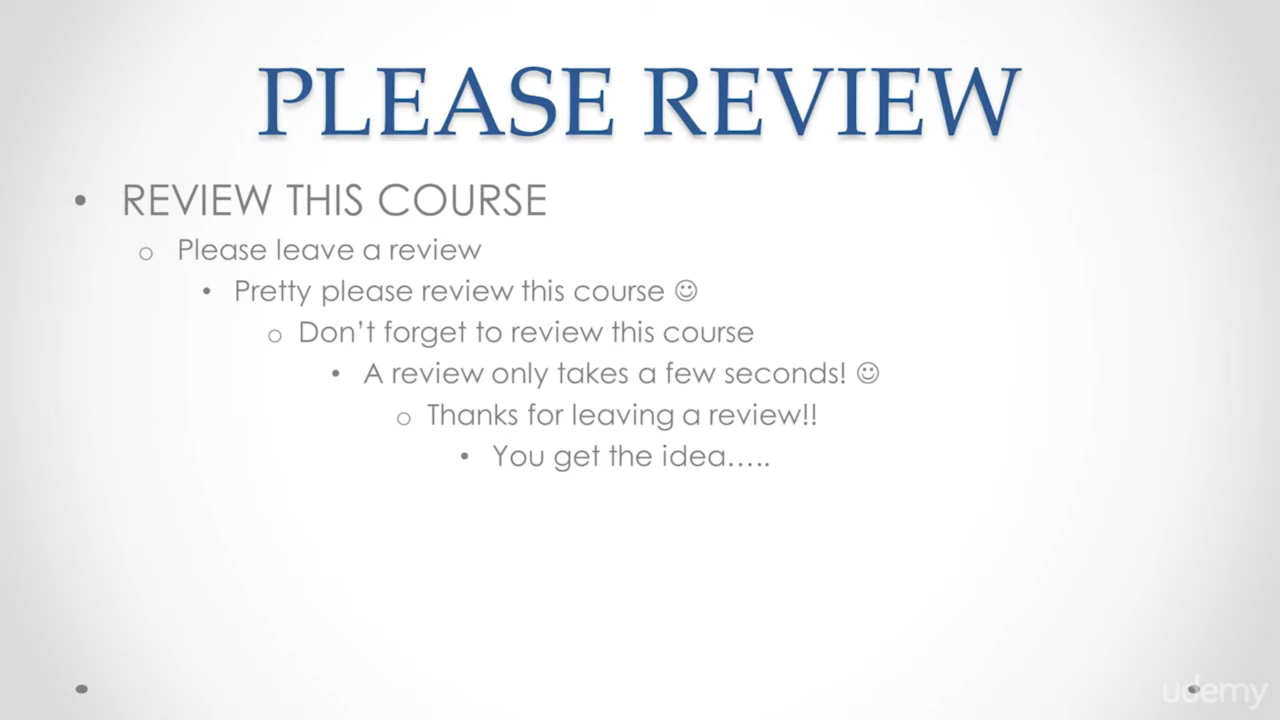 PLEASE REVIEW
• REVIEW THIS COURSE
o Please leave a review
• Pretty please review this course ☺
o Don’t forget to review this course
• A review only takes a few seconds! ☺
o Thanks for leaving a review!!
• You get the idea…..
udemy